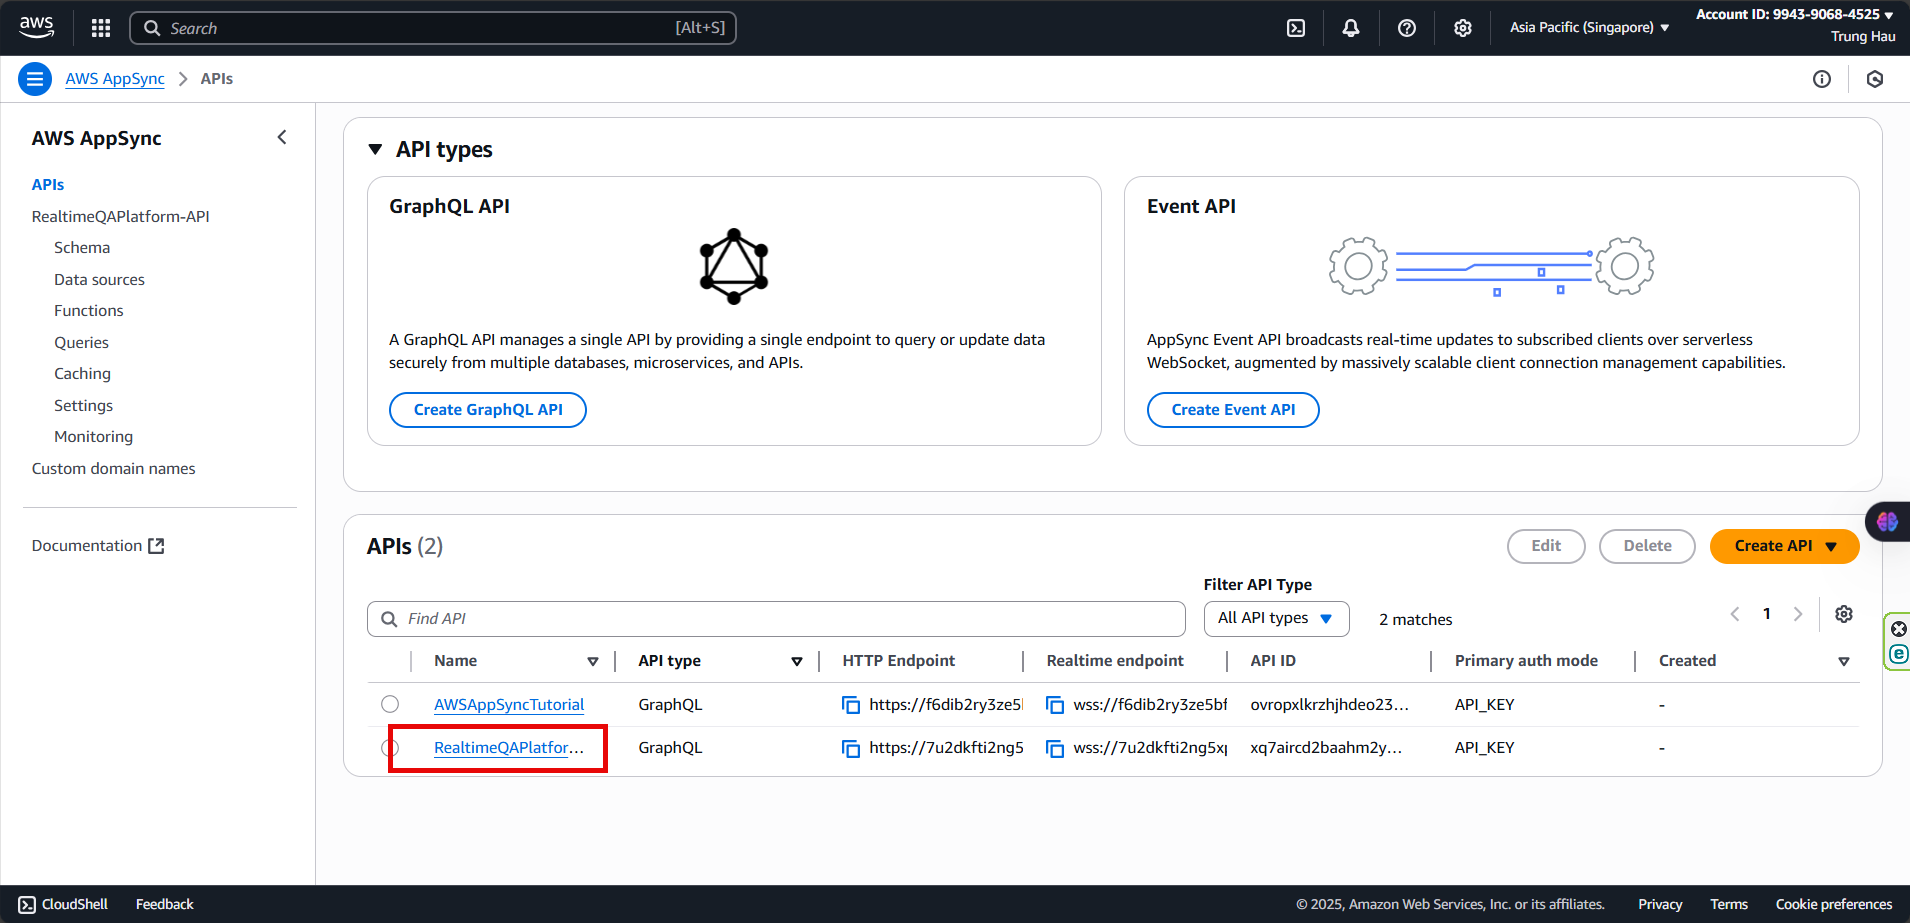 aws
Search
[Alt+S]
Asia Pacific (Singapore)
Account ID: 9943-9068-4525
Trung Hau
AWS AppSync
APIs
AWS AppSync
APIs
RealtimeQAPlatform-API
Schema
Data sources
Functions
Queries
Caching
Settings
Monitoring
Custom domain names
Documentation
API types
GraphQL API
A GraphQL API manages a single API by providing a single endpoint to query or update data
securely from multiple databases, microservices, and APIs.
Create GraphQL API
Event API
AppSync Event API broadcasts real-time updates to subscribed clients over serverless
WebSocket, augmented by massively scalable client connection management capabilities.
Create Event API
APIs (2)
Edit
Delete
Create API
Filter API Type
Find API
All API types
2 matches
1
Name
API type
HTTP Endpoint
Realtime endpoint
API ID
Primary auth mode
Created
AWSAppSyncTutorial
GraphQL
https://f6dib2ry3ze5l
wss://f6dib2ry3ze5bf
ovropxlkrzhjhdeo23...
API_KEY
-
RealtimeQAPlatfor...
GraphQL
https://7u2dkfti2ng5
wss://7u2dkfti2ng5x
xq7aircd2baahm2y...
API_KEY
-
CloudShell
Feedback
© 2025, Amazon Web Services, Inc. or its affiliates.
Privacy
Terms
Cookie preferences